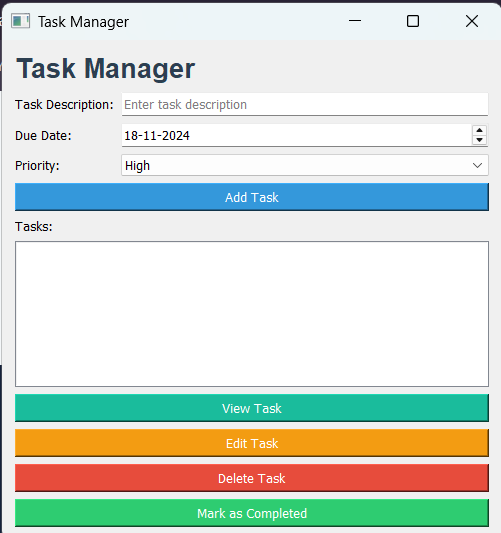 Task Manager
Task Manager
Task Description: Enter task description
Due Date: 18-11-2024
Priority: High
Add Task
Tasks:
View Task
Edit Task
Delete Task
Mark as Completed